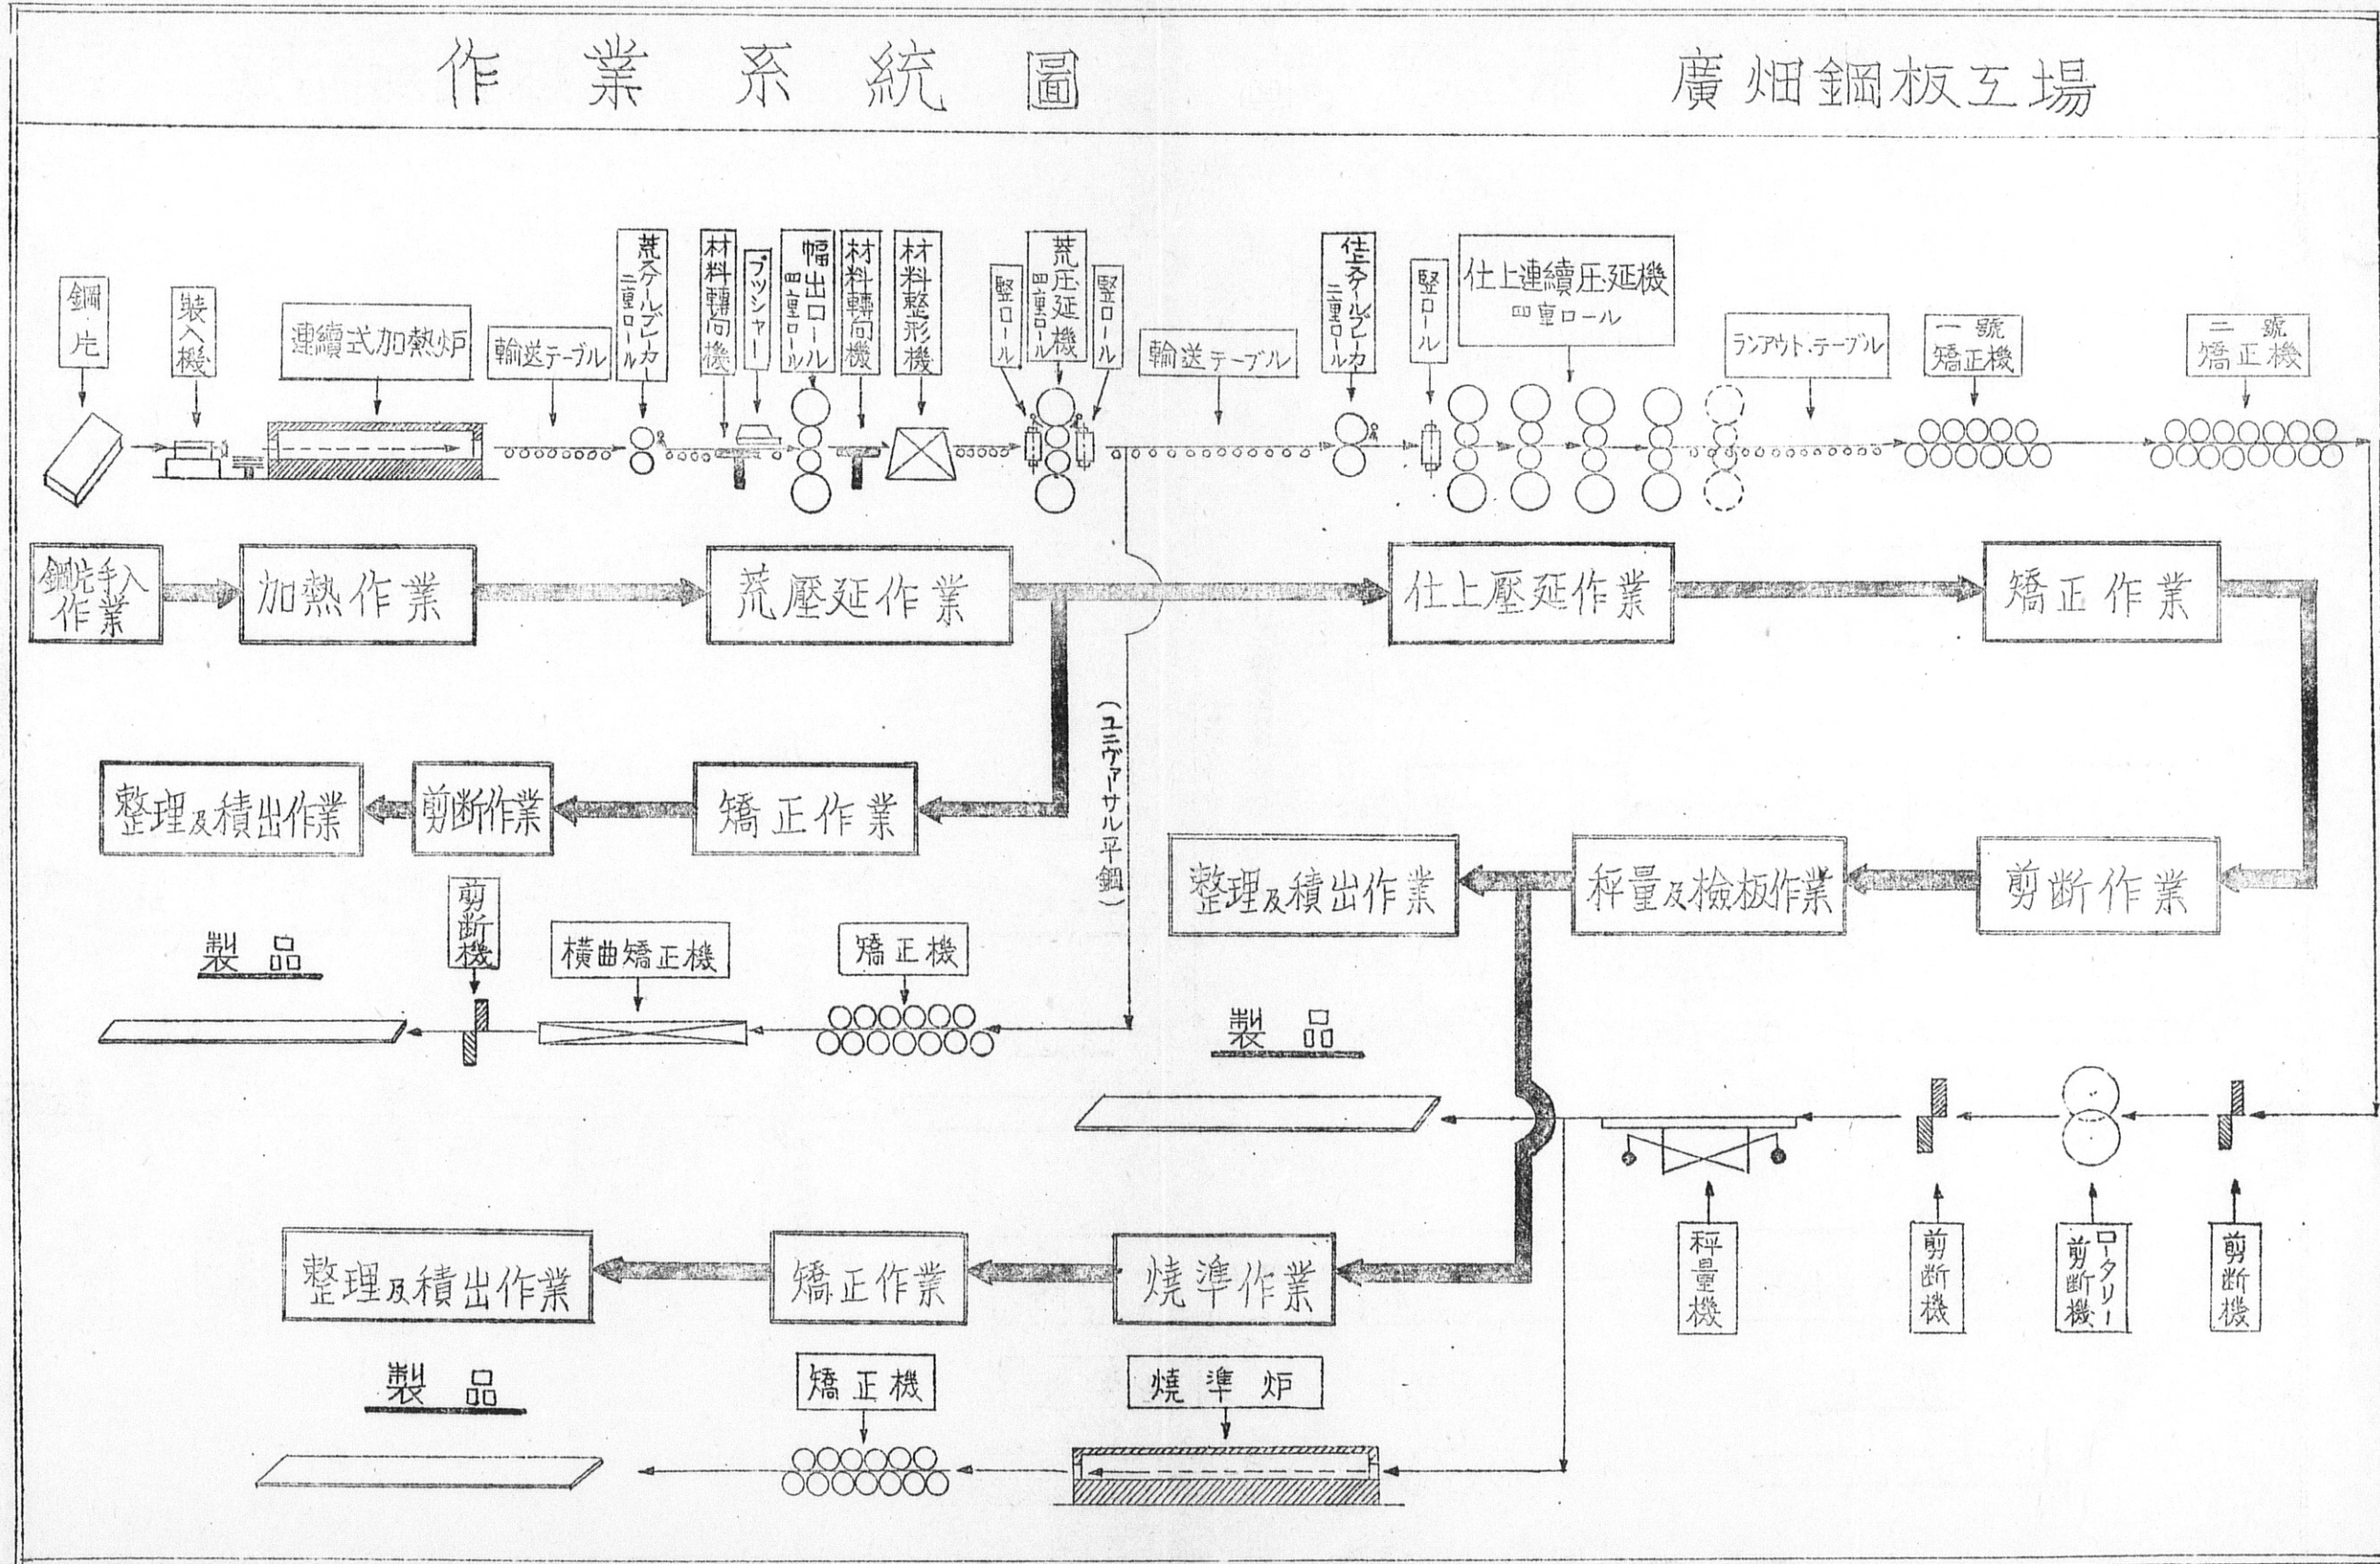 作業系統圖
廣畑鋼板工場
鋼片
装入機
連續式加熱炉
輸送テーブル
荒スケールブレーカー
二重ロール
材料轉向機
プッシャー
幅出ロール
四重ロール
材料轉向機
材料整形機
竪ロール
荒圧延機
四重ロール
竪ロール
輸送テーブル
仕上スケールブレーカー
二重ロール
竪ロール
仕上連續圧延機
四重ロール
ランアウト・テーブル
一號
矯正機
二號
矯正機
鋼片手入
作業
加熱作業
荒壓延作業
仕上壓延作業
矯正作業
(ユニヴァーサル平鋼)
整理及積出作業
剪断作業
矯正作業
整理及積出作業
秤量及檢板作業
剪断作業
製品
剪断機
横曲矯正機
矯正機
製品
秤量機
剪断機
ロータリー
剪断機
剪断機
整理及積出作業
矯正作業
燒準作業
製品
矯正機
燒準炉